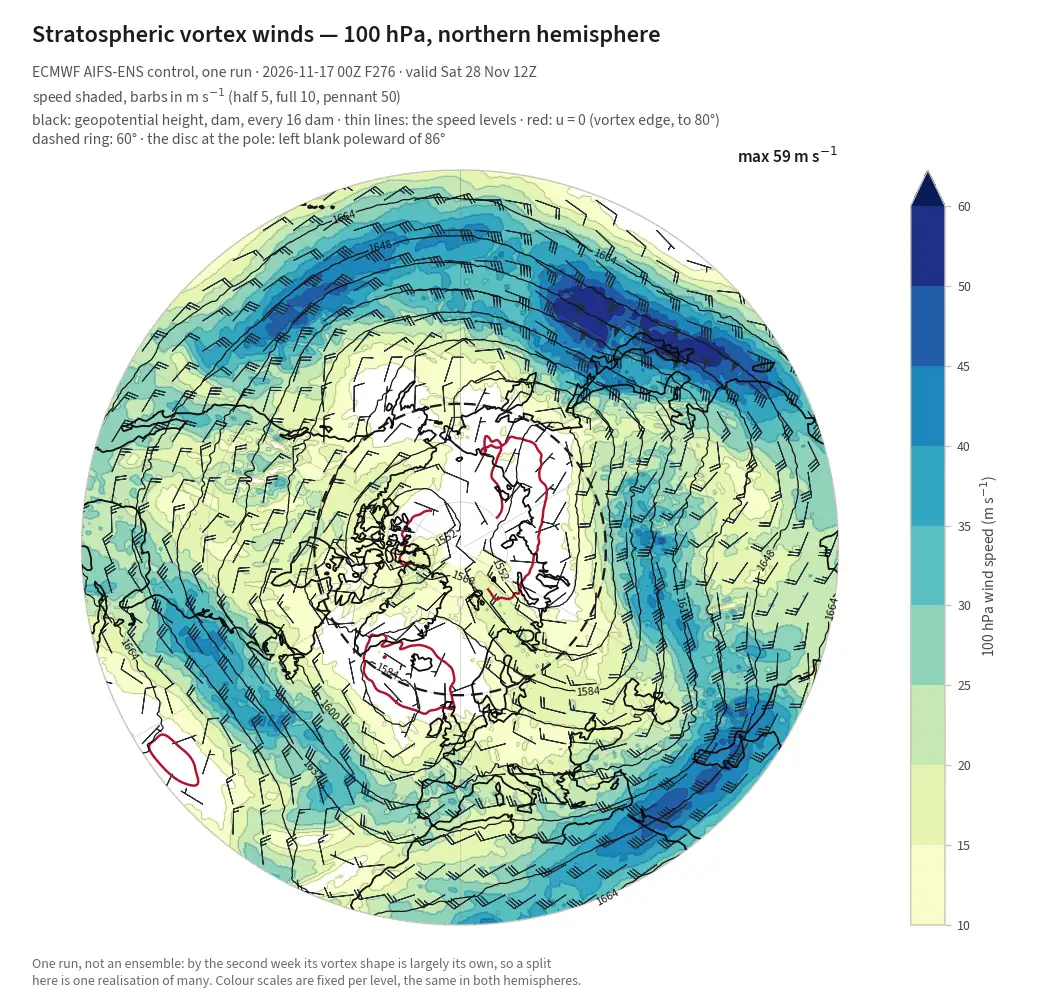 Stratospheric vortex winds — 100 hPa, northern hemisphere
ECMWF AIFS-ENS control, one run · 2026-11-17 00Z F276 · valid Sat 28 Nov 12Z
speed shaded, barbs in m s⁻¹ (half 5, full 10, pennant 50)
black: geopotential height, dam, every 16 dam · thin lines: the speed levels · red: u = 0 (vortex edge, to 80°)
dashed ring: 60° · the disc at the pole: left blank poleward of 86°
max 59 m s⁻¹
1664
1648
1664
1552
1552
1648
1664
1664
1584
1600
1664
60
50
45
40
35
30
25
20
15
10
100 hPa wind speed (m s⁻¹)
One run, not an ensemble: by the second week its vortex shape is largely its own, so a split
here is one realisation of many. Colour scales are fixed per level, the same in both hemispheres.